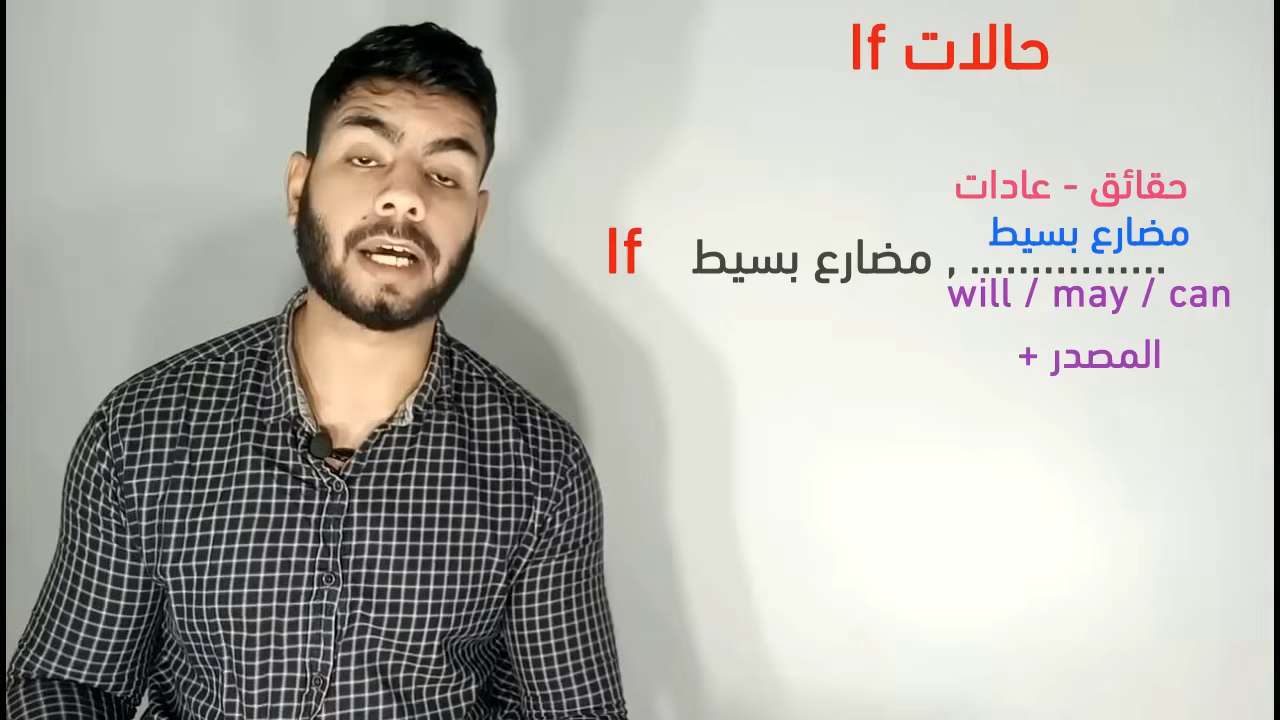 حالات If
حقائق - عادات
مضارع بسيط
If مضارع بسيط , ................
will / may / can
+ المصدر